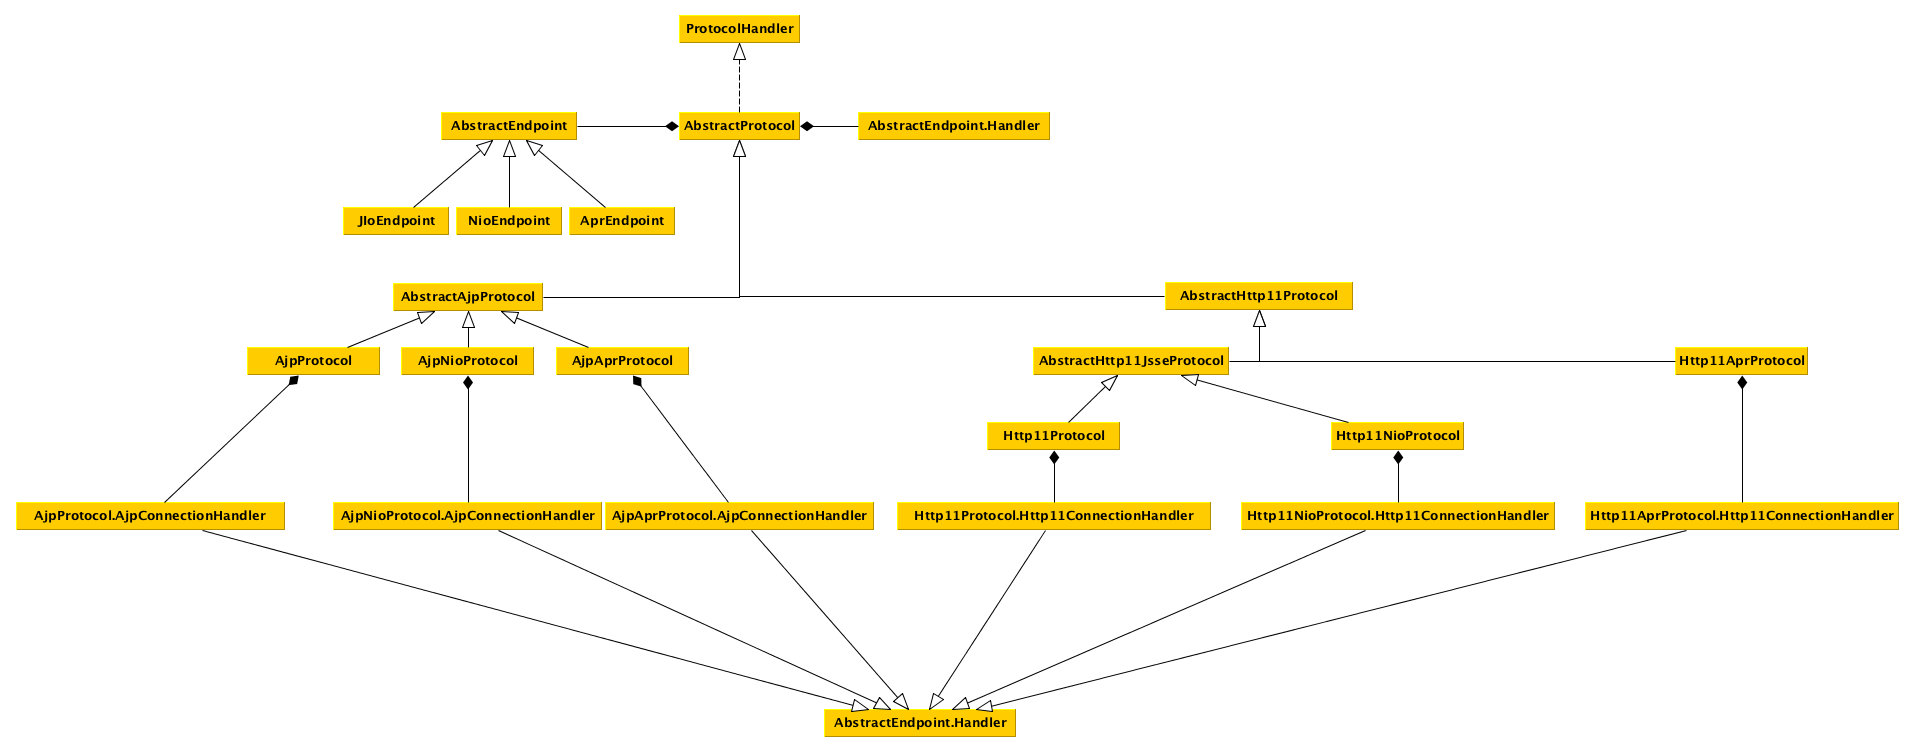 ProtocolHandler
AbstractEndpoint
AbstractProtocol
AbstractEndpoint.Handler
JIoEndpoint
NioEndpoint
AprEndpoint
AbstractAjpProtocol
AbstractHttp11Protocol
AjpProtocol
AjpNioProtocol
AjpAprProtocol
AbstractHttp11JsseProtocol
Http11AprProtocol
Http11Protocol
Http11NioProtocol
AjpProtocol.AjpConnectionHandler
AjpNioProtocol.AjpConnectionHandler
AjpAprProtocol.AjpConnectionHandler
Http11Protocol.Http11ConnectionHandler
Http11NioProtocol.Http11ConnectionHandler
Http11AprProtocol.Http11ConnectionHandler
AbstractEndpoint.Handler